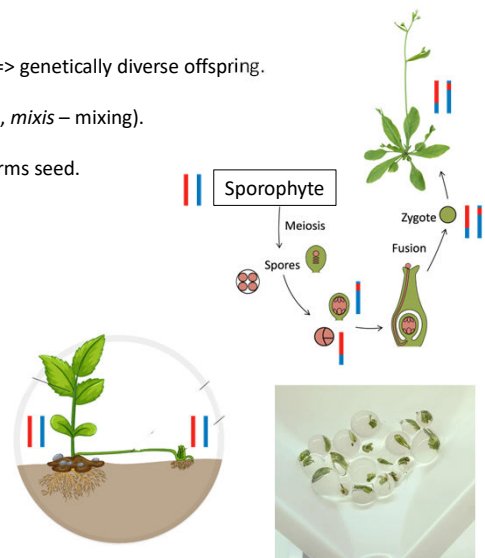 => genetically diverse offspring.
, mixis – mixing).
rms seed.
Sporophyte
Meiosis
Spores
Zygote
Fusion